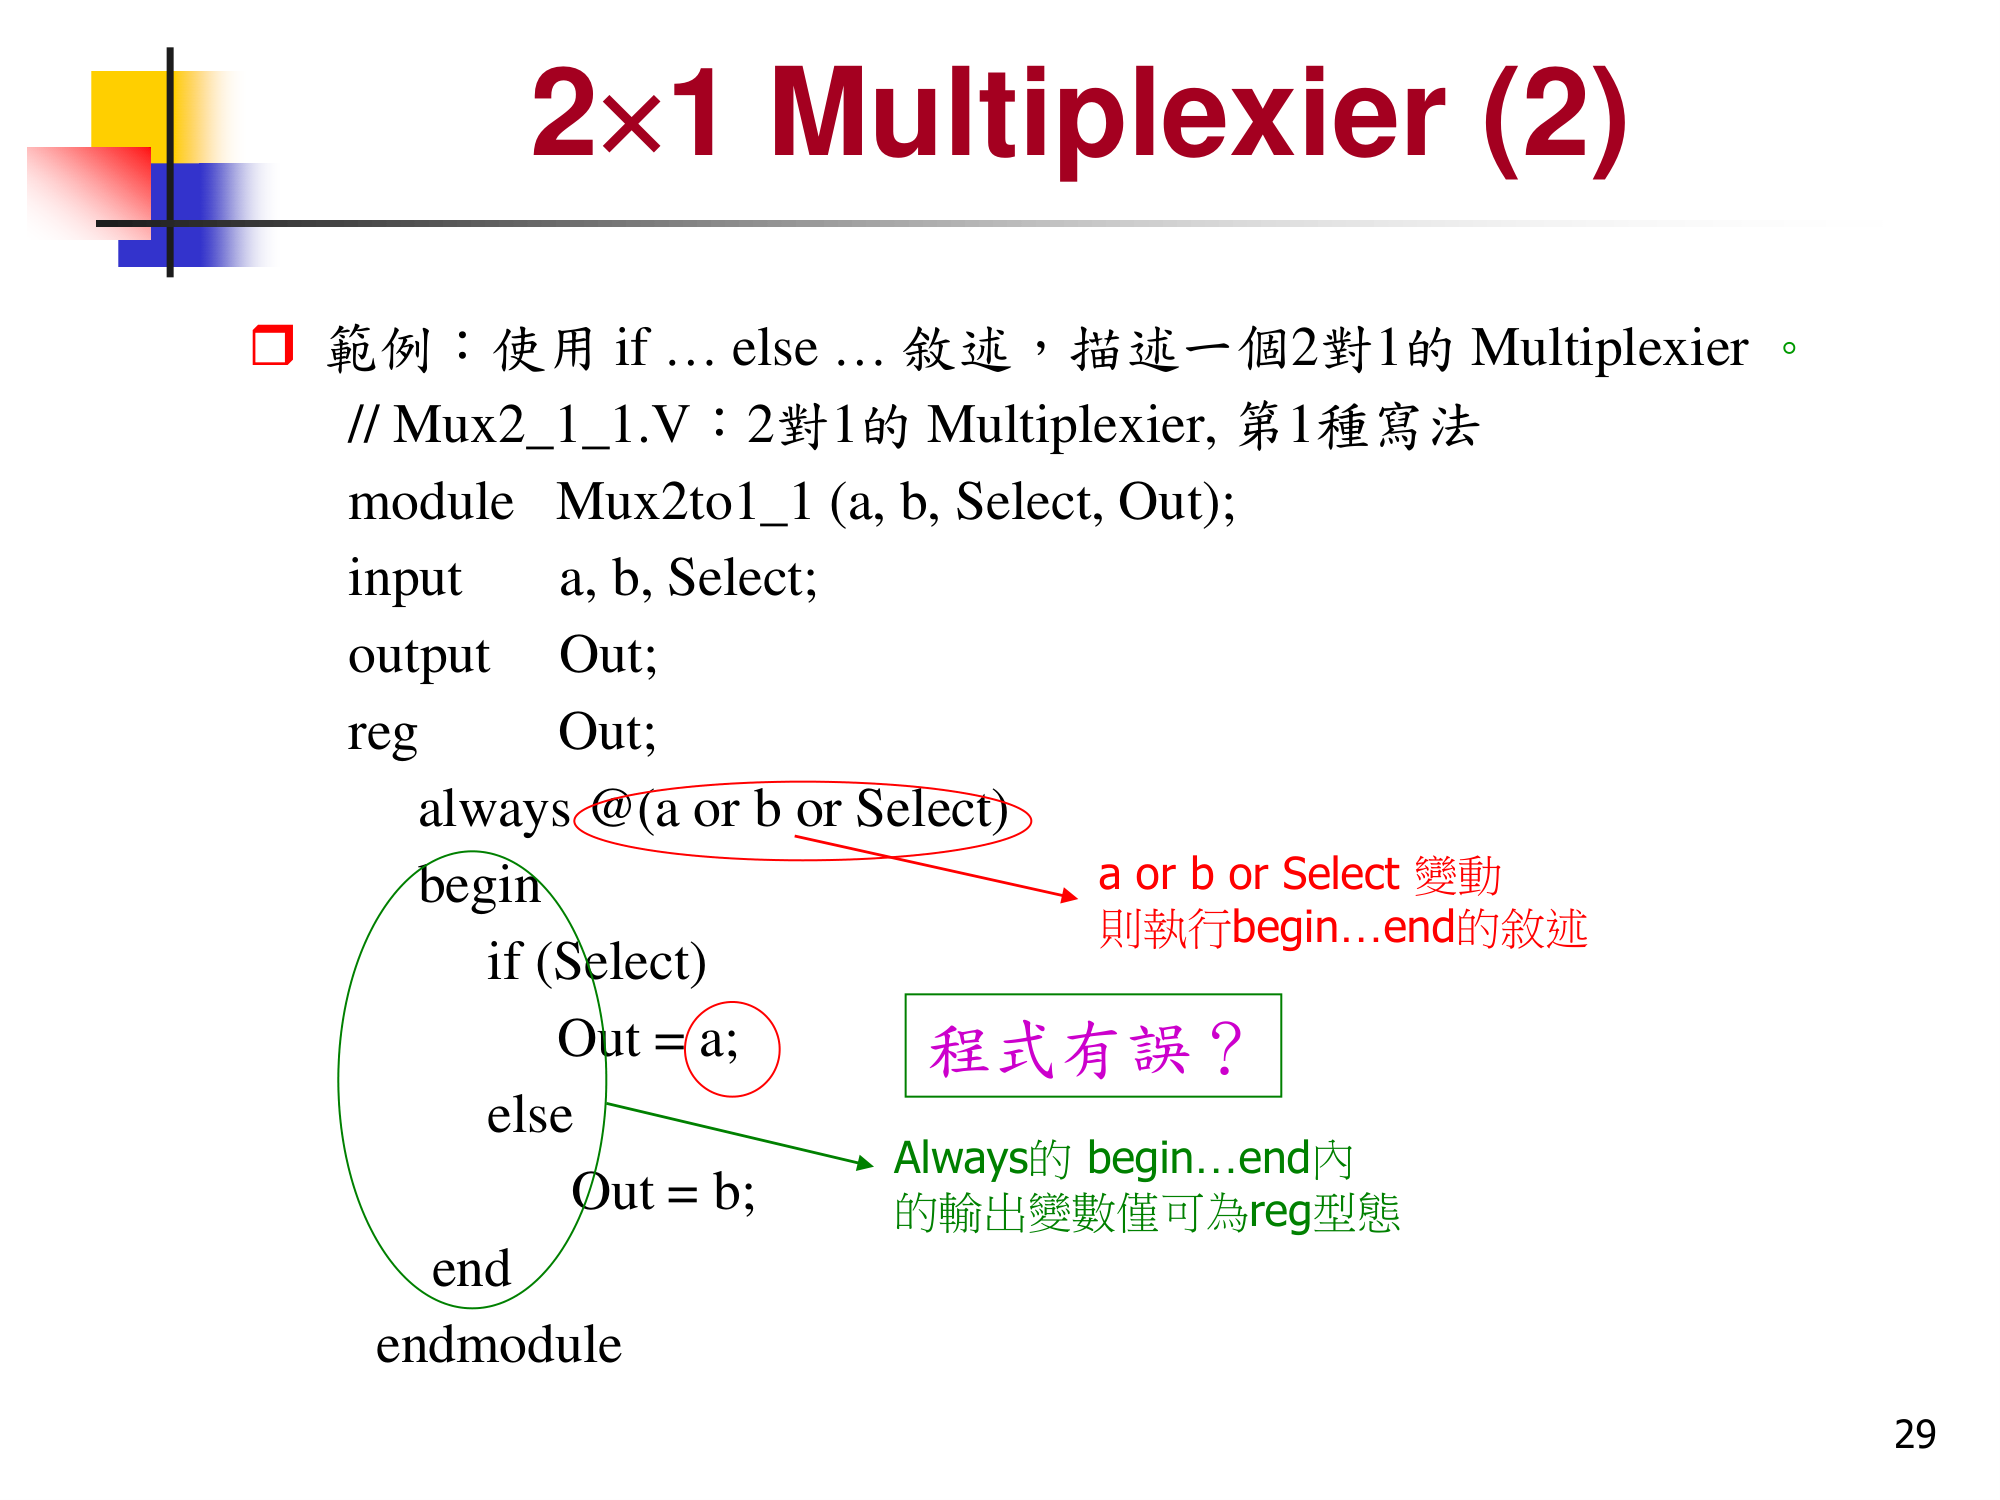 2×1 Multiplexier (2)
範例：使用 if … else … 敘述，描述一個2對1的 Multiplexier 。
// Mux2_1_1.V：2對1的 Multiplexier, 第1種寫法
module Mux2to1_1 (a, b, Select, Out);
input a, b, Select;
output Out;
reg Out;
always @(a or b or Select)
begin
a or b or Select 變動
則執行begin…end的敘述
if (Select)
Out = a;
程式有誤？
else
Always的 begin…end內
的輸出變數僅可為reg型態
Out = b;
end
endmodule
29